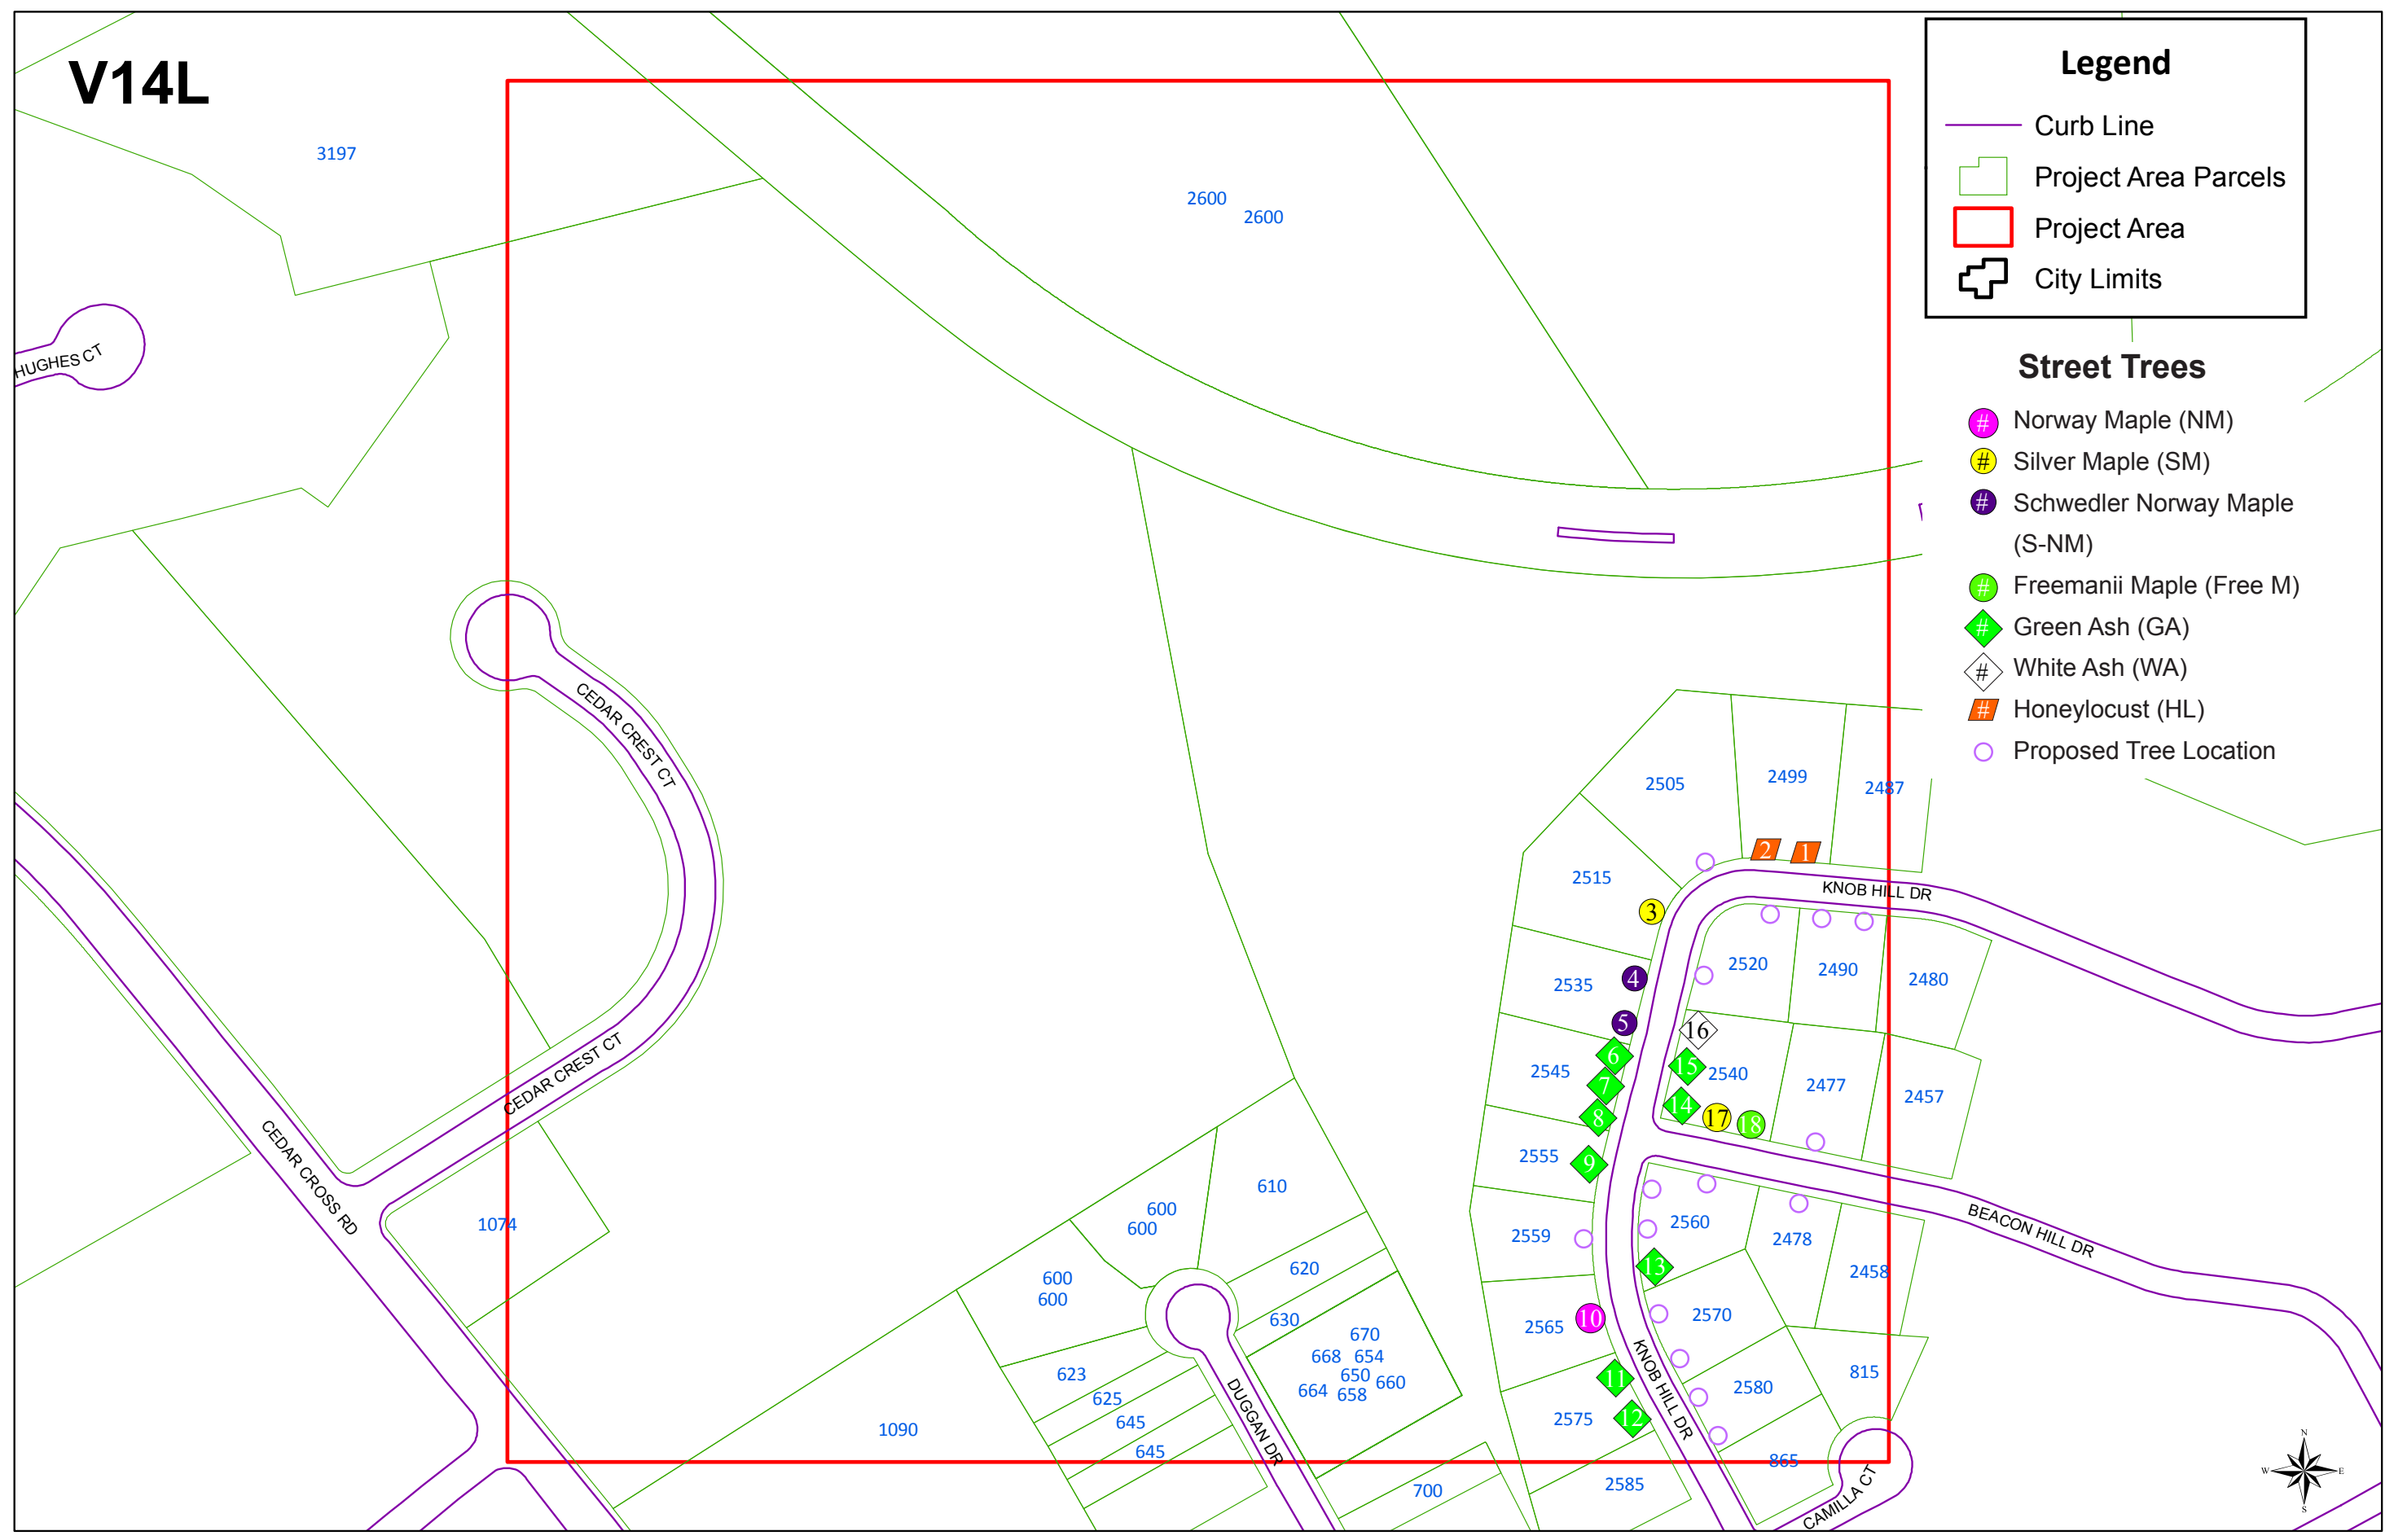 V14L
Legend
Curb Line
Project Area Parcels
Project Area
City Limits
Street Trees
# Norway Maple (NM)
# Silver Maple (SM)
# Schwedler Norway Maple
(S-NM)
# Freemanii Maple (Free M)
# Green Ash (GA)
# White Ash (WA)
# Honeylocust (HL)
Proposed Tree Location
3197
2600
2600
HUGHES CT
CEDAR CREST CT
CEDAR CREST CT
CEDAR CROSS RD
1074
1090
2505
2499
2487
2 1
KNOB HILL DR
2515
3
2535
4
2520
2490
2480
5
16
6
2545
7
15
2540
2477
2457
14
8
17
18
2555
9
BEACON HILL DR
2559
2560
2478
2458
13
2565
10
2570
KNOB HILL DR
11
2575
12
2580
815
865
2585
CAMILLA CT
600
600
610
600
600
620
630
623
625
645
645
670
668 654
650
664 658 660
700
DUGGAN DR
N
W E
S